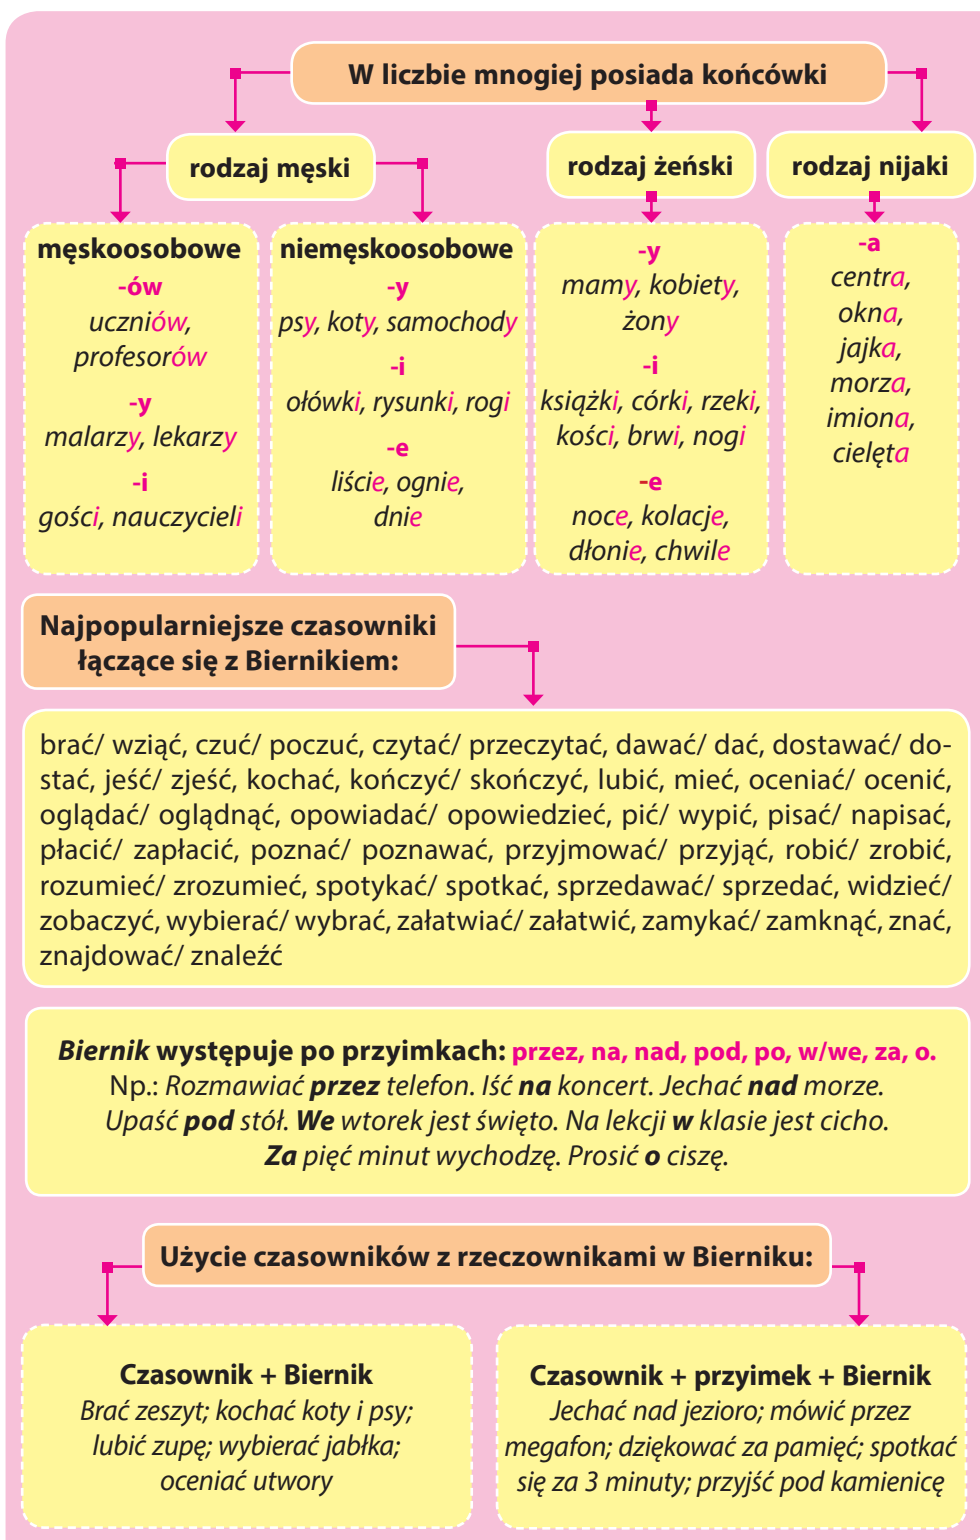 W liczbie mnogiej posiada końcówki
rodzaj męski
rodzaj żeński
rodzaj nijaki
męskoosobowe
-ów
uczniów,
profesorów
-y
malarzy, lekarzy
-i
gości, nauczycieli
niemęskoosobowe
-y
psy, koty, samochody
-i
ołówki, rysunki, rogi
-e
liście, ognie,
dnie
-y
mamy, kobiety,
żony
-i
książki, córki, rzeki,
kości, brwi, nogi
-e
noce, kolacje,
dłonie, chwile
-a
centra,
okna,
jajka,
morza,
imiona,
cielęta
Najpopularniejsze czasowniki
łączące się z Biernikiem:
brać/ wziąć, czuć/ poczuć, czytać/ przeczytać, dawać/ dać, dostawać/ do-
stać, jeść/ zjeść, kochać, kończyć/ skończyć, lubić, mieć, oceniać/ ocenić,
oglądać/ oglądnąć, opowiadać/ opowiedzieć, pić/ wypić, pisać/ napisać,
płacić/ zapłacić, poznać/ poznawać, przyjmować/ przyjąć, robić/ zrobić,
rozumieć/ zrozumieć, spotykać/ spotkać, sprzedawać/ sprzedać, widzieć/
zobaczyć, wybierać/ wybrać, załatwiać/ załatwić, zamykać/ zamknąć, znać,
znajdować/ znaleźć
Biernik występuje po przyimkach: przez, na, nad, pod, po, w/we, za, o.
Np.: Rozmawiać przez telefon. Iść na koncert. Jechać nad morze.
Upaść pod stół. We wtorek jest święto. Na lekcji w klasie jest cicho.
Za pięć minut wychodzę. Prosić o ciszę.
Użycie czasowników z rzeczownikami w Bierniku:
Czasownik + Biernik
Brać zeszyt; kochać koty i psy;
lubić zupę; wybierać jabłka;
oceniać utwory
Czasownik + przyimek + Biernik
Jechać nad jezioro; mówić przez
megafon; dziękować za pamięć; spotkać
się za 3 minuty; przyjść pod kamienicę